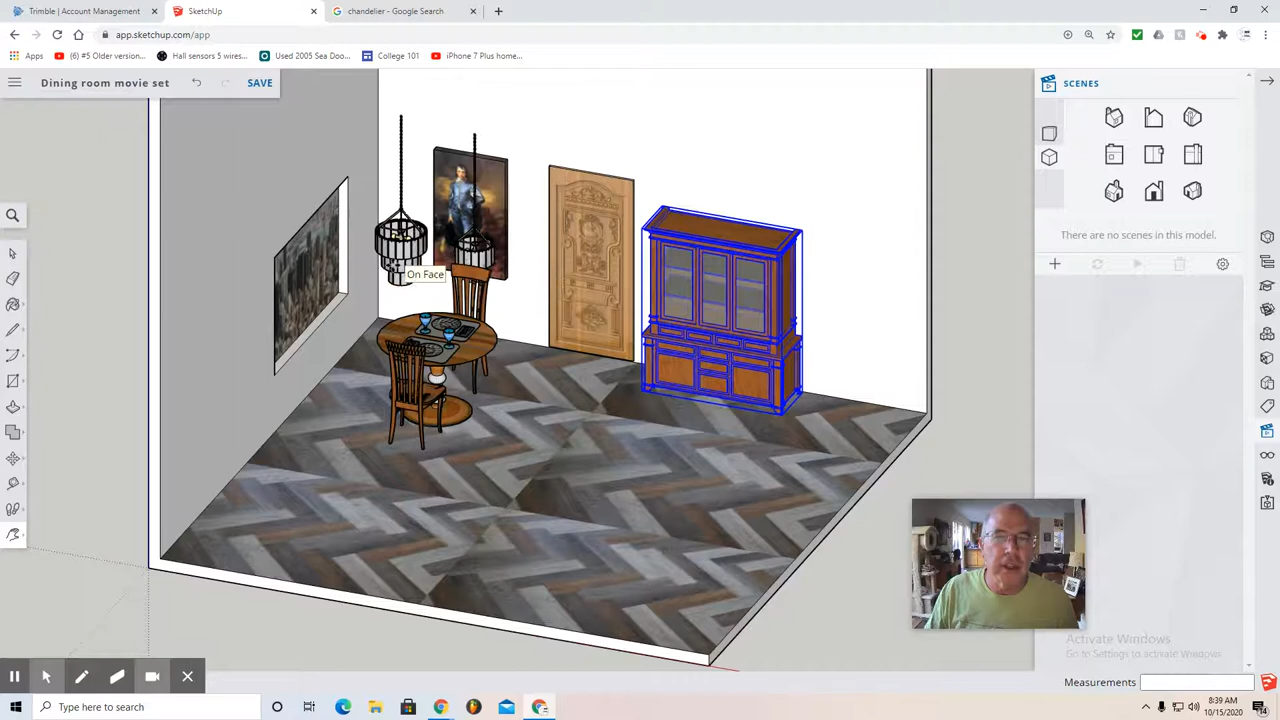 Trimble | Account Management
SketchUp
chandelier - Google Search
app.sketchup.com/app
Apps
(6) #5 Older version...
Hall sensors 5 wires...
Used 2005 Sea Doo...
College 101
iPhone 7 Plus home...
Dining room movie set
SAVE
SCENES
There are no scenes in this model.
On Face
Activate Windows
Go to Settings to activate Windows.
Measurements
Type here to search
8:39 AM
10/15/2020